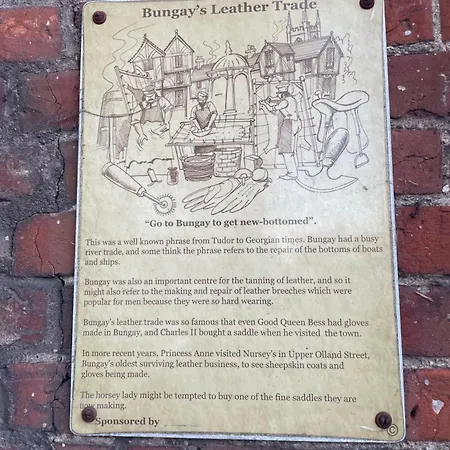 Bungay's Leather Trade
"Go to Bungay to get new-bottomed".
This was a well known phrase from Tudor to Georgian times. Bungay had a busy
river trade, and some think the phrase refers to the repair of the bottoms of boats
and ships.
Bungay was also an important centre for the tanning of leather, and so it
might also refer to the making and repair of leather breeches which were
popular for men because they were so hard wearing.
Bungay's leather trade was so famous that even Good Queen Bess had gloves
made in Bungay, and Charles II bought a saddle when he visited the town.
In more recent years, Princess Anne visited Nursey's in Upper Olland Street,
Bungay's oldest surviving leather business, to see sheepskin coats and
gloves being made.
The horsey lady might be tempted to buy one of the fine saddles they are
now making.
Sponsored by
©